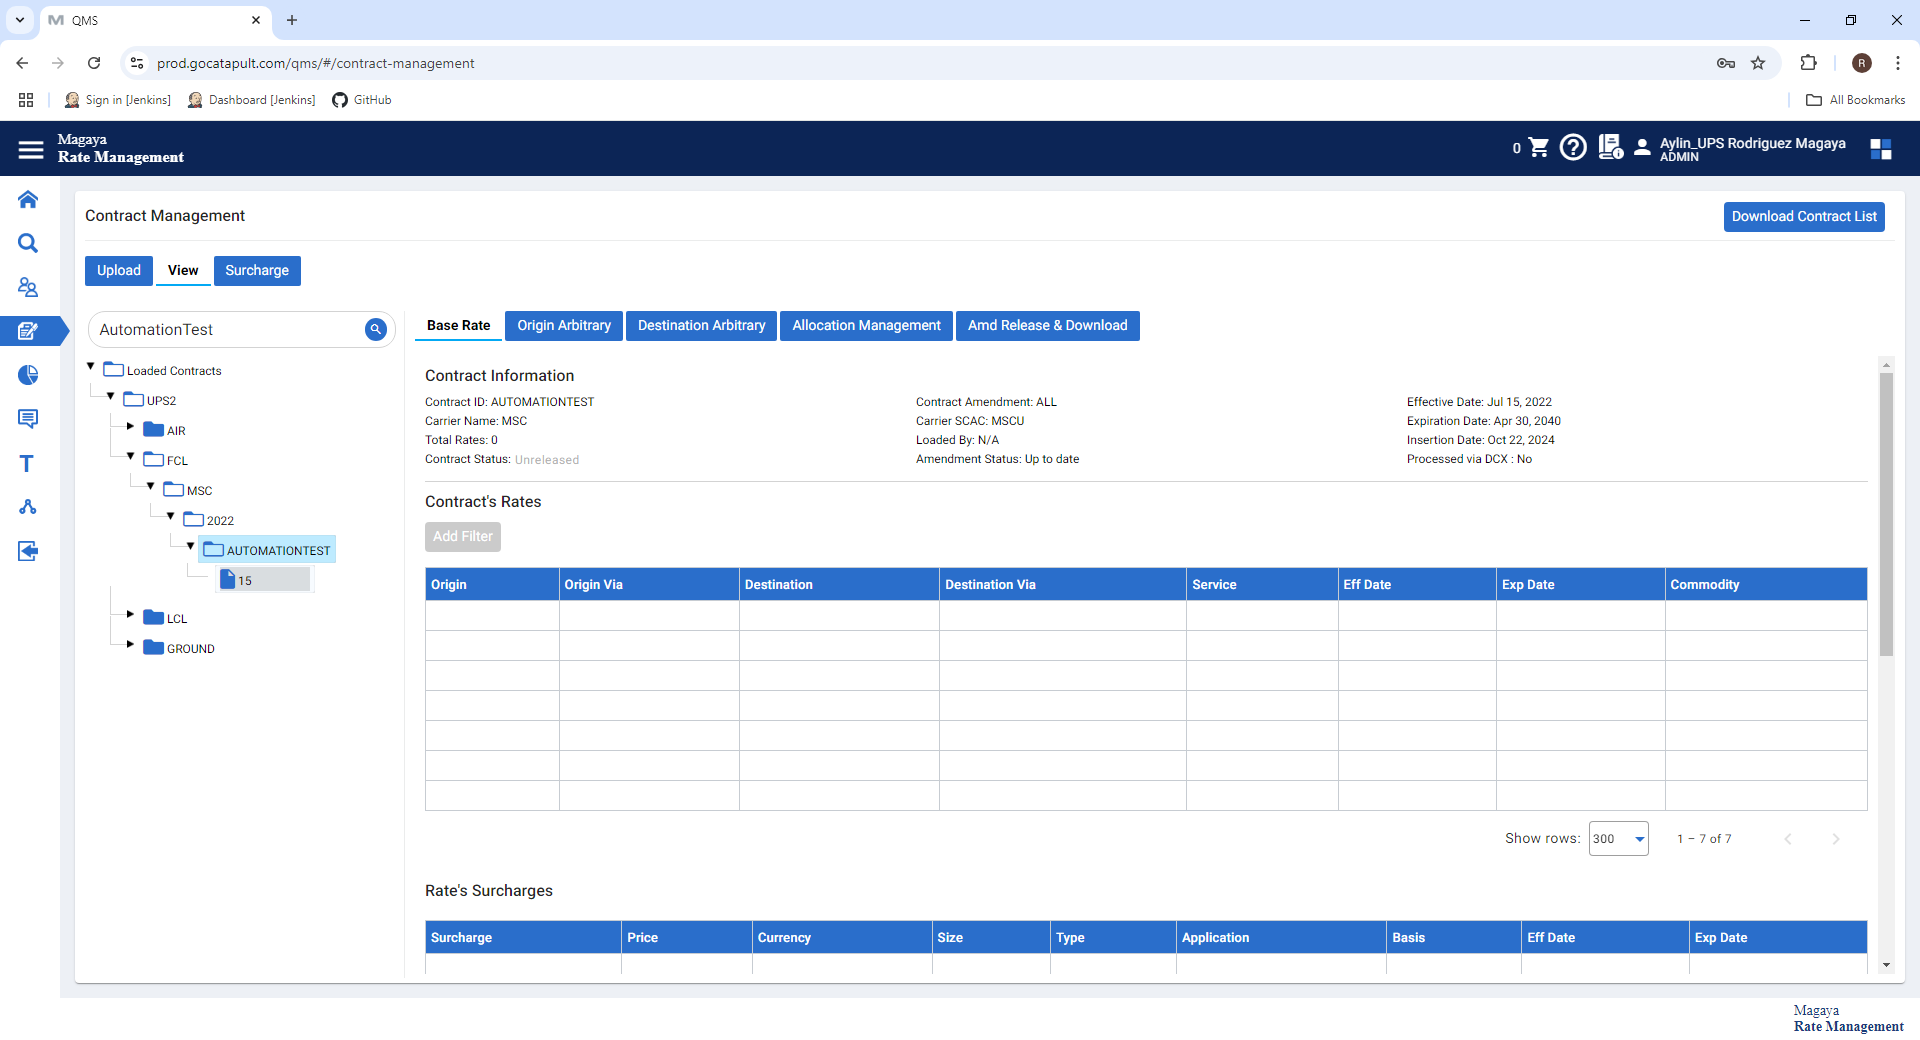 QMS
prod.gocatapult.com/qms/#/contract-management
R
Sign in [Jenkins]
Dashboard [Jenkins]
GitHub
All Bookmarks
Magaya
Rate Management
0
Aylin_UPS Rodriguez Magaya
ADMIN
Contract Management
Download Contract List
Upload
View
Surcharge
AutomationTest
Loaded Contracts
UPS2
AIR
FCL
MSC
2022
AUTOMATIONTEST
15
LCL
GROUND
T
Base Rate
Origin Arbitrary
Destination Arbitrary
Allocation Management
Amd Release & Download
Contract Information
Contract ID: AUTOMATIONTEST
Contract Amendment: ALL
Effective Date: Jul 15, 2022
Carrier Name: MSC
Carrier SCAC: MSCU
Expiration Date: Apr 30, 2040
Total Rates: 0
Loaded By: N/A
Insertion Date: Oct 22, 2024
Contract Status: Unreleased
Amendment Status: Up to date
Processed via DCX : No
Contract's Rates
Add Filter
Origin
Origin Via
Destination
Destination Via
Service
Eff Date
Exp Date
Commodity
Show rows: 300
1 – 7 of 7
Rate's Surcharges
Surcharge
Price
Currency
Size
Type
Application
Basis
Eff Date
Exp Date
Magaya
Rate Management